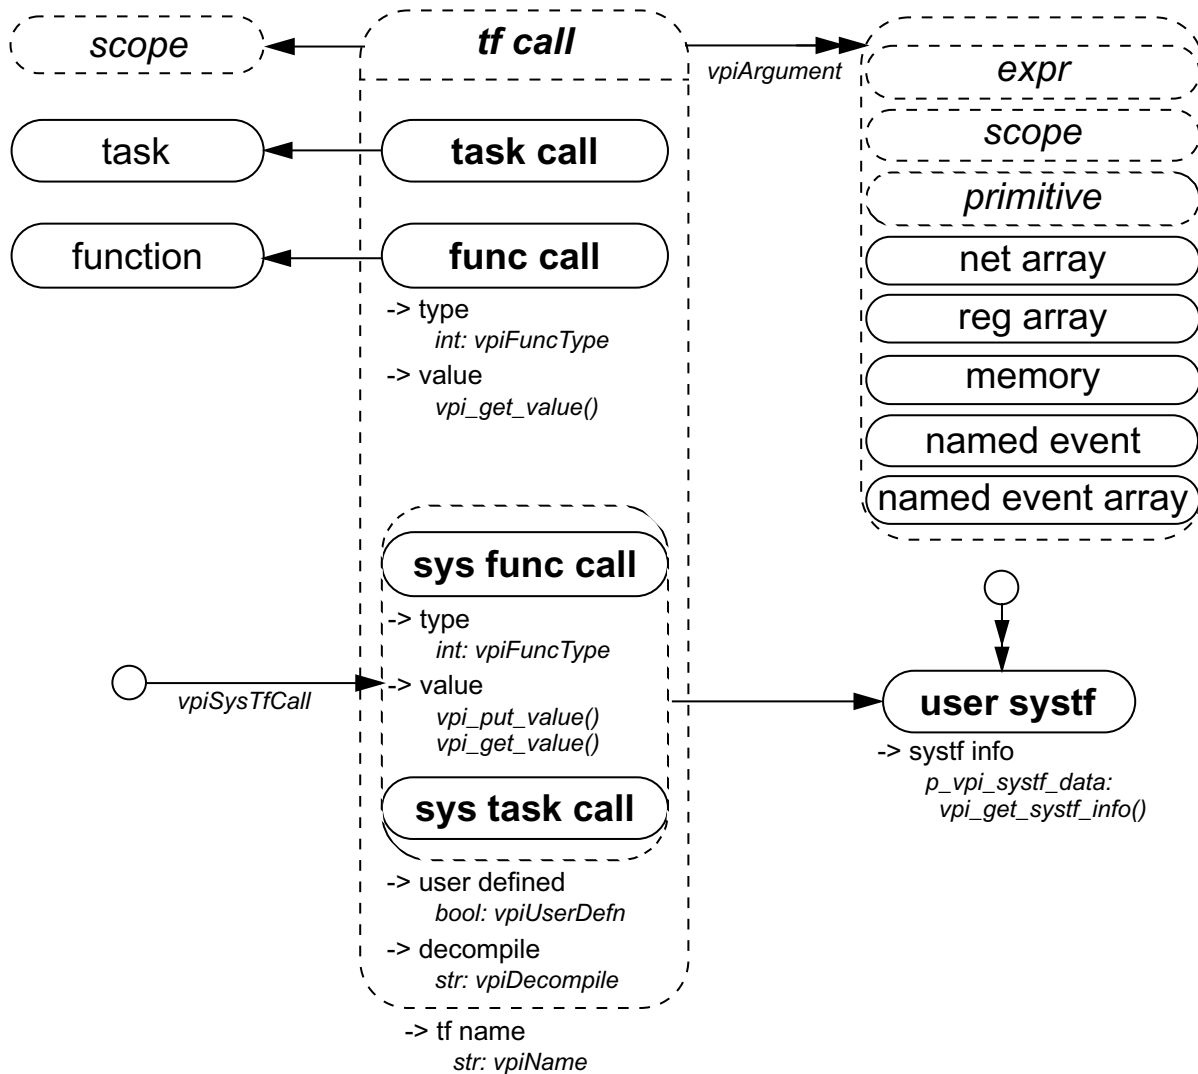 scope
tf call
vpiArgument
expr
scope
primitive
net array
reg array
memory
named event
named event array
task
task call
function
func call
-> type
int: vpiFuncType
-> value
vpi_get_value()
sys func call
-> type
int: vpiFuncType
-> value
vpi_put_value()
vpi_get_value()
vpiSysTfCall
sys task call
-> user defined
bool: vpiUserDefn
-> decompile
str: vpiDecompile
-> tf name
str: vpiName
user systf
-> systf info
p_vpi_systf_data:
vpi_get_systf_info()